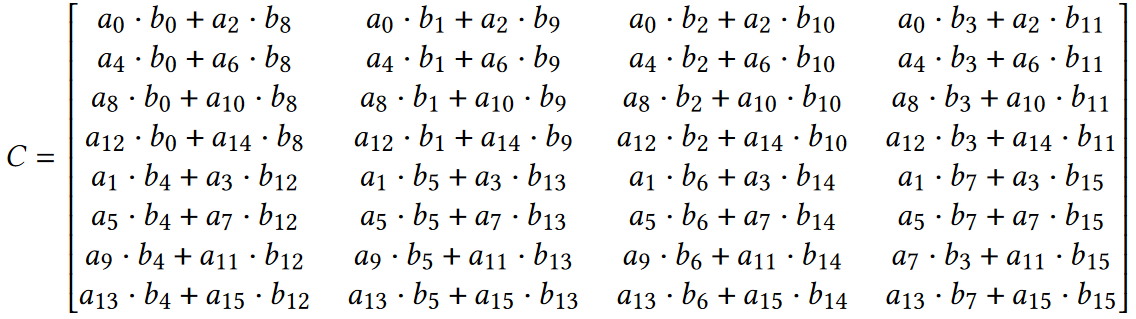 a₀ · b₀ + a₂ · b₈ a₀ · b₁ + a₂ · b₉ a₀ · b₂ + a₂ · b₁₀ a₀ · b₃ + a₂ · b₁₁
a₄ · b₀ + a₆ · b₈ a₄ · b₁ + a₆ · b₉ a₄ · b₂ + a₆ · b₁₀ a₄ · b₃ + a₆ · b₁₁
a₈ · b₀ + a₁₀ · b₈ a₈ · b₁ + a₁₀ · b₉ a₈ · b₂ + a₁₀ · b₁₀ a₈ · b₃ + a₁₀ · b₁₁
a₁₂ · b₀ + a₁₄ · b₈ a₁₂ · b₁ + a₁₄ · b₉ a₁₂ · b₂ + a₁₄ · b₁₀ a₁₂ · b₃ + a₁₄ · b₁₁
C =
a₁ · b₄ + a₃ · b₁₂ a₁ · b₅ + a₃ · b₁₃ a₁ · b₆ + a₃ · b₁₄ a₁ · b₇ + a₃ · b₁₅
a₅ · b₄ + a₇ · b₁₂ a₅ · b₅ + a₇ · b₁₃ a₅ · b₆ + a₇ · b₁₄ a₅ · b₇ + a₇ · b₁₅
a₉ · b₄ + a₁₁ · b₁₂ a₉ · b₅ + a₁₁ · b₁₃ a₉ · b₆ + a₁₁ · b₁₄ a₇ · b₃ + a₁₁ · b₁₅
a₁₃ · b₄ + a₁₅ · b₁₂ a₁₃ · b₅ + a₁₅ · b₁₃ a₁₃ · b₆ + a₁₅ · b₁₄ a₁₃ · b₇ + a₁₅ · b₁₅